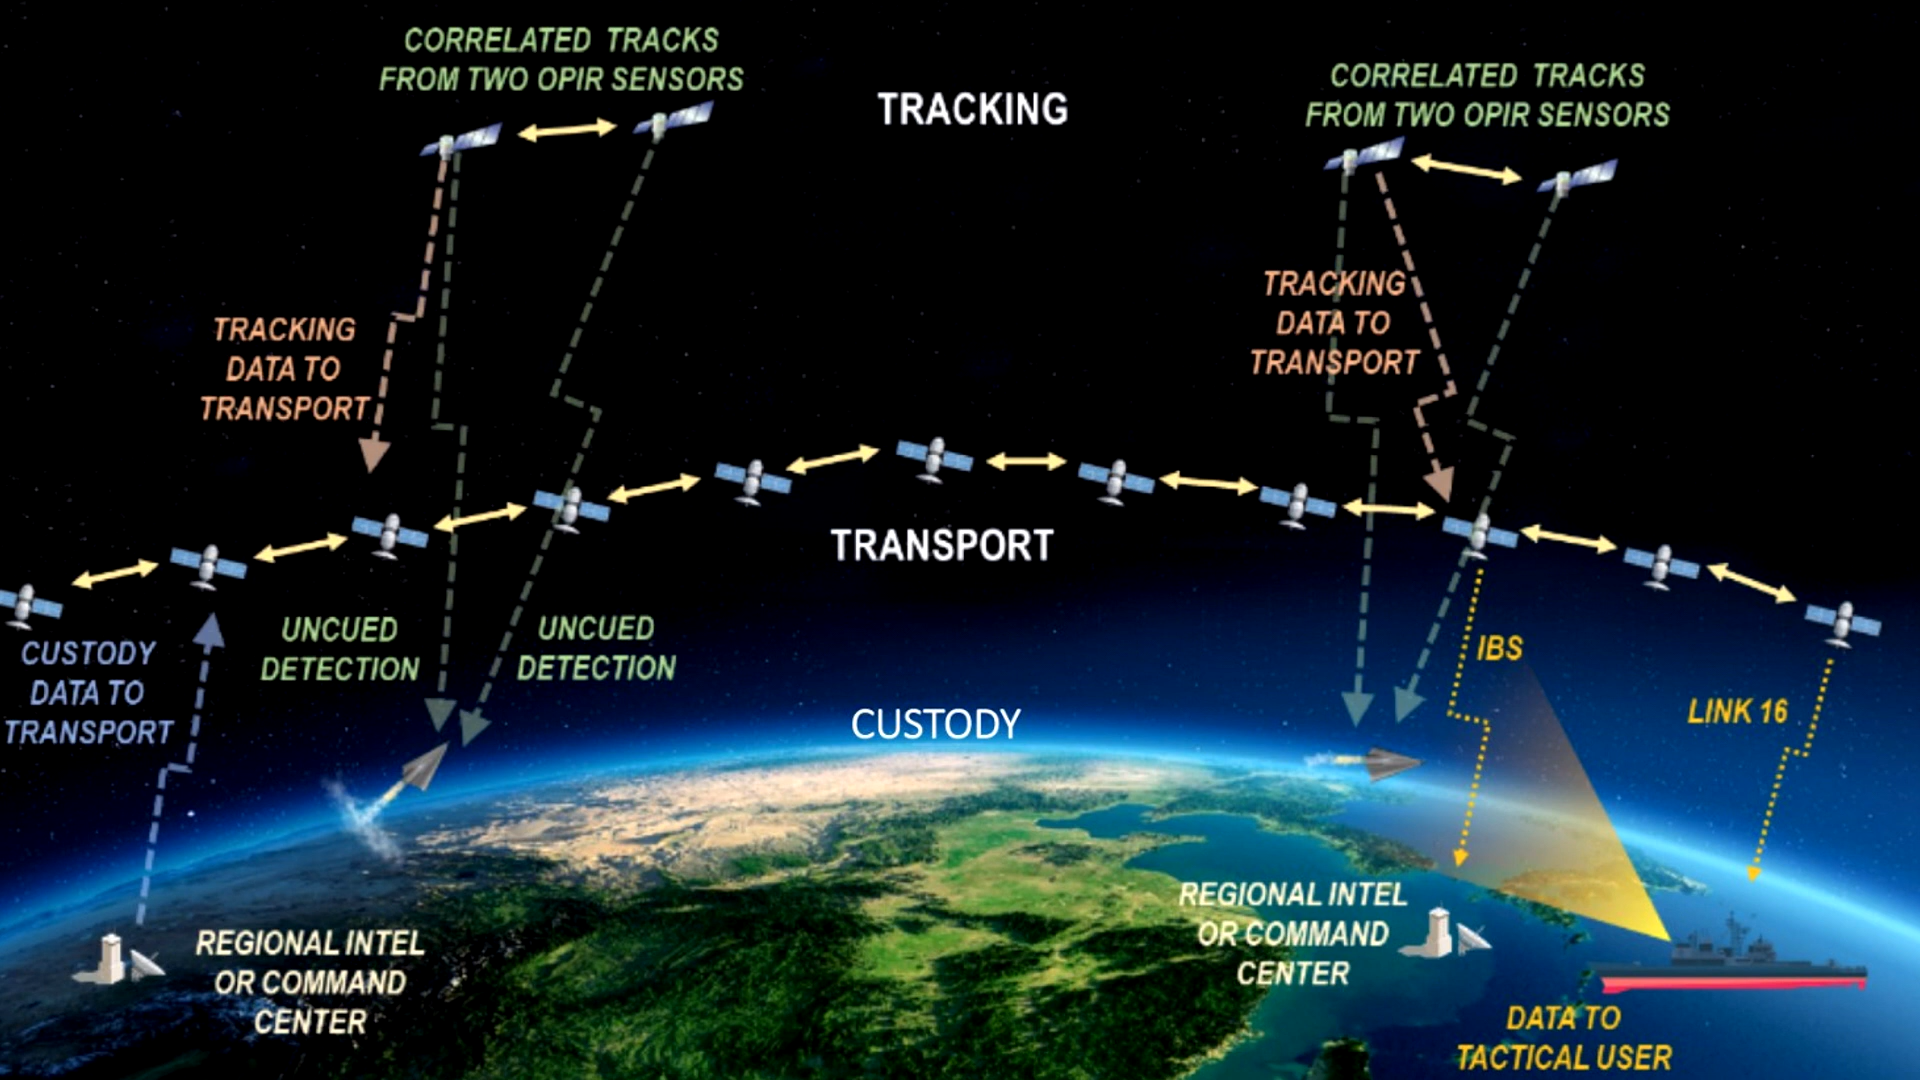 CORRELATED TRACKS
FROM TWO OPIR SENSORS
TRACKING
CORRELATED TRACKS
FROM TWO OPIR SENSORS
TRACKING
DATA TO
TRANSPORT
TRACKING
DATA TO
TRANSPORT
TRANSPORT
UNCUED
DETECTION
UNCUED
DETECTION
CUSTODY
DATA TO
TRANSPORT
IBS
LINK 16
CUSTODY
REGIONAL INTEL
OR COMMAND
CENTER
REGIONAL INTEL
OR COMMAND
CENTER
DATA TO
TACTICAL USER